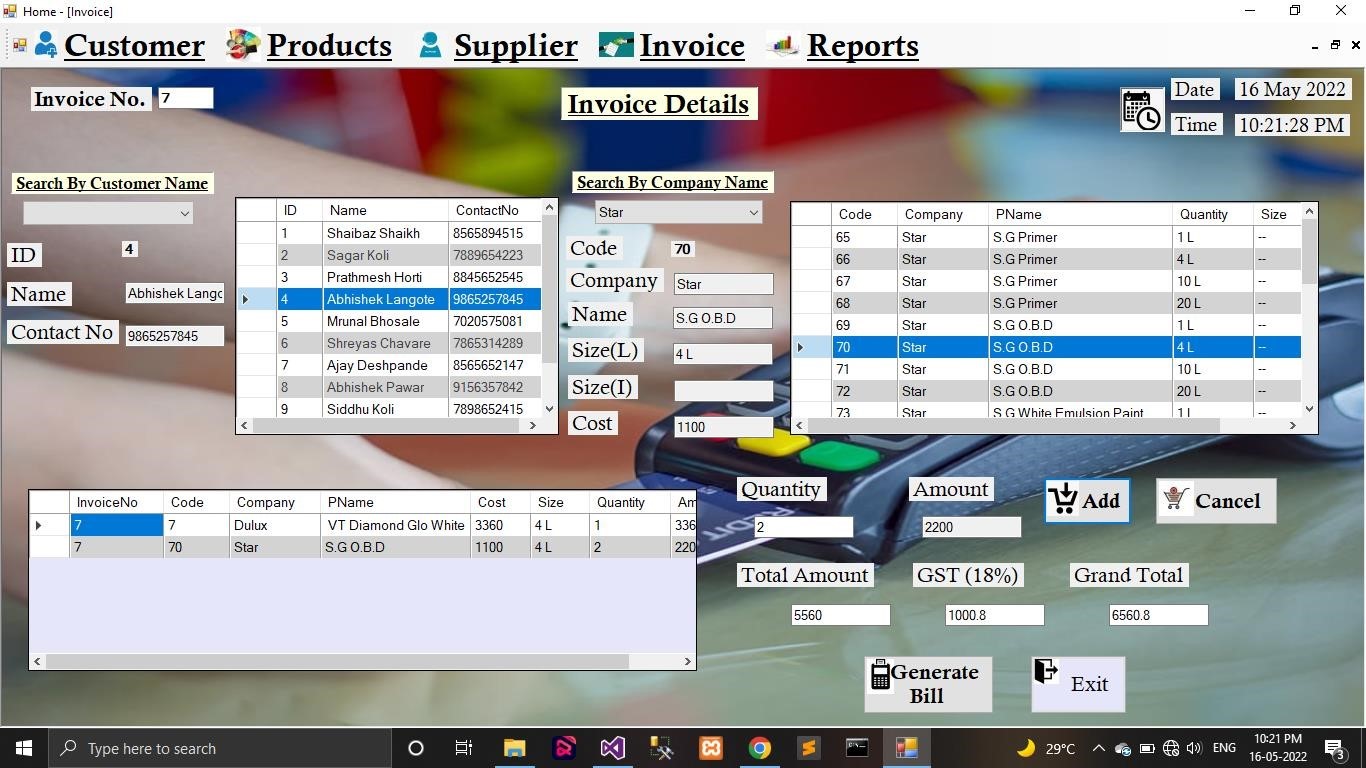 Home - [Invoice]
Customer Products Supplier Invoice Reports
Invoice No. 7
Invoice Details
Date 16 May 2022
Time 10:21:28 PM
Search By Customer Name
ID 4
Name Abhishek Lango
Contact No 9865257845
ID Name ContactNo
1 Shaibaz Shaikh 8565894515
2 Sagar Koli 7889654223
3 Prathmesh Horti 8845652545
4 Abhishek Langote 9865257845
5 Mrunal Bhosale 7020575081
6 Shreyas Chavare 7865314289
7 Ajay Deshpande 8565652147
8 Abhishek Pawar 9156357842
9 Siddhu Koli 7898652415
Search By Company Name
Star
Code 70
Company Star
Name S.G O.B.D
Size(L) 4 L
Size(I)
Cost 1100
Code Company PName Quantity Size
65 Star S.G Primer 1 L --
66 Star S.G Primer 4 L --
67 Star S.G Primer 10 L --
68 Star S.G Primer 20 L --
69 Star S.G O.B.D 1 L --
70 Star S.G O.B.D 4 L --
71 Star S.G O.B.D 10 L --
72 Star S.G O.B.D 20 L --
73 Star S.G White Emulsion Paint 1 L --
InvoiceNo Code Company PName Cost Size Quantity Am
7 7 Dulux VT Diamond Glo White 3360 4 L 1 336
7 70 Star S.G O.B.D 1100 4 L 2 220
Quantity Amount
2 2200
Add Cancel
Total Amount GST (18%) Grand Total
5560 1000.8 6560.8
Generate
Bill
Exit
Type here to search
29°C ENG
10:21 PM
16-05-2022
3